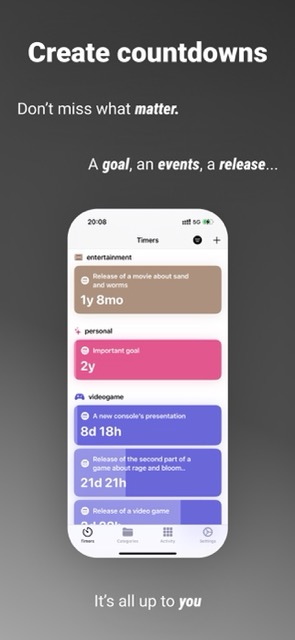 Create countdowns
Don't miss what matter.
A goal, an events, a release...
20:08
5G
Timers
entertainment
Release of a movie about sand
and worms
1y 8mo
personal
Important goal
2y
videogame
A new console's presentation
8d 18h
Release of the second part of a
game about rage and bloom..
21d 21h
Release of a video game
Timers
Categories
Activity
Settings
It's all up to you